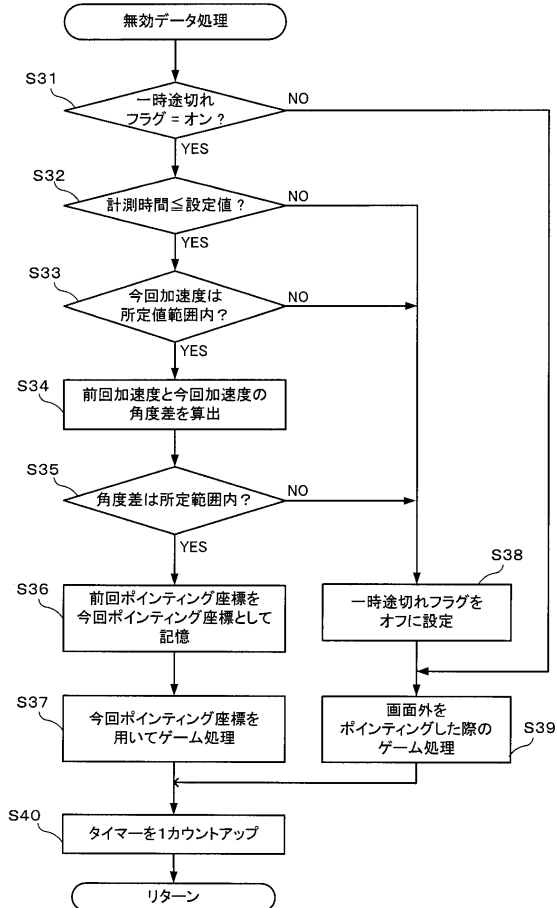 無効データ処理
S31
一時途切れ
フラグ = オン ?
NO
YES
S32
計測時間≦設定値 ?
NO
YES
S33
今回加速度は
所定値範囲内?
NO
YES
S34
前回加速度と今回加速度の
角度差を算出
S35
角度差は所定範囲内?
NO
YES
S36
前回ポインティング座標を
今回ポインティング座標として
記憶
S38
一時途切れフラグを
オフに設定
S37
今回ポインティング座標を
用いてゲーム処理
画面外を
ポインティングした際の
ゲーム処理
S39
S40
タイマーを1カウントアップ
リターン